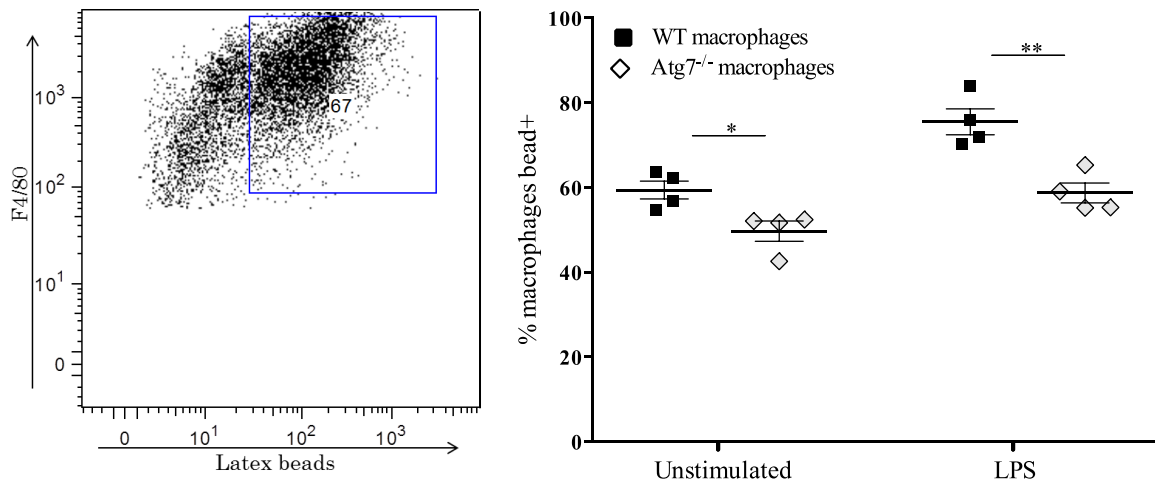 F4/80
10³
10²
10¹
0
67
0 10¹ 10² 10³
Latex beads
% macrophages bead+
100
80
60
40
20
0
WT macrophages
Atg7⁻/⁻ macrophages
*
**
Unstimulated LPS